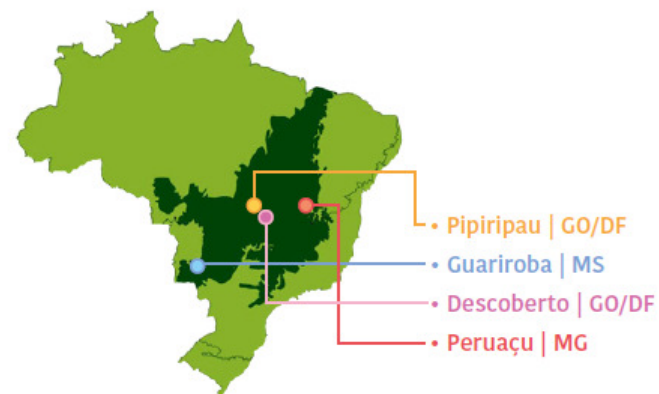 • Pipiripau | GO/DF
• Guariroba | MS
• Descoberto | GO/DF
• Peruaçu | MG